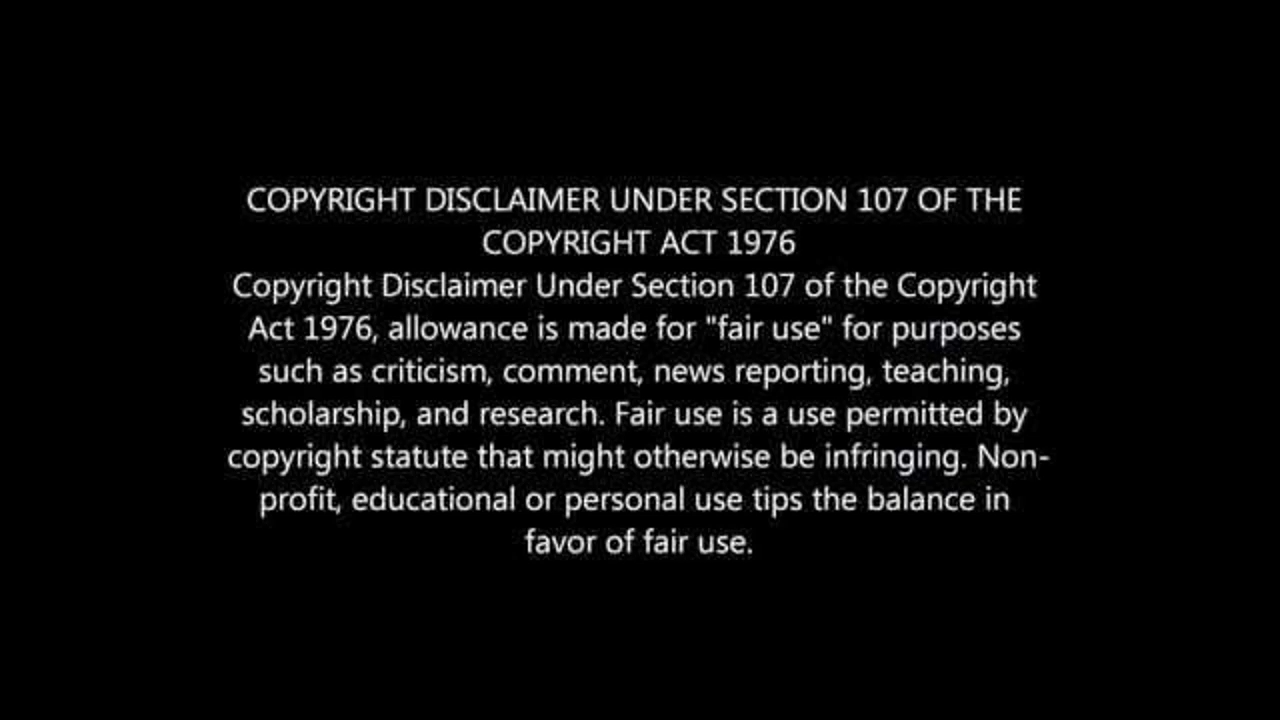 COPYRIGHT DISCLAIMER UNDER SECTION 107 OF THE
COPYRIGHT ACT 1976
Copyright Disclaimer Under Section 107 of the Copyright
Act 1976, allowance is made for "fair use" for purposes
such as criticism, comment, news reporting, teaching,
scholarship, and research. Fair use is a use permitted by
copyright statute that might otherwise be infringing. Non-
profit, educational or personal use tips the balance in
favor of fair use.